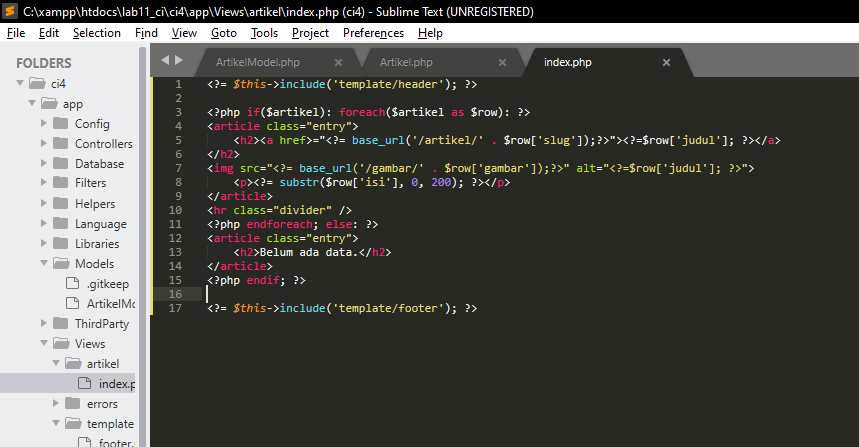 C:\xampp\htdocs\lab11_ci\ci4\app\Views\artikel\index.php (ci4) - Sublime Text (UNREGISTERED)
File Edit Selection Find View Goto Tools Project Preferences Help
FOLDERS
ci4
app
Config
Controllers
Database
Filters
Helpers
Language
Libraries
Models
.gitkeep
ArtikelMo
ThirdParty
Views
artikel
index.p
errors
template
footer.
ArtikelModel.php × Artikel.php × index.php ×
1 <?= $this->include('template/header'); ?>
2
3 <?php if($artikel): foreach($artikel as $row): ?>
4 <article class="entry">
5 <h2><a href>="<?= base_url('/artikel/' . $row['slug']);?>"><?=$row['judul']; ?></a>
6 </h2>
7 <img src="<?= base_url('/gambar/' . $row['gambar']);?>" alt="<?=$row['judul']; ?>">
8 <p><?= substr($row['isi'], 0, 200); ?></p>
9 </article>
10 <hr class="divider" />
11 <?php endforeach; else: ?>
12 <article class="entry">
13 <h2>Belum ada data.</h2>
14 </article>
15 <?php endif; ?>
16
17 <?= $this->include('template/footer'); ?>